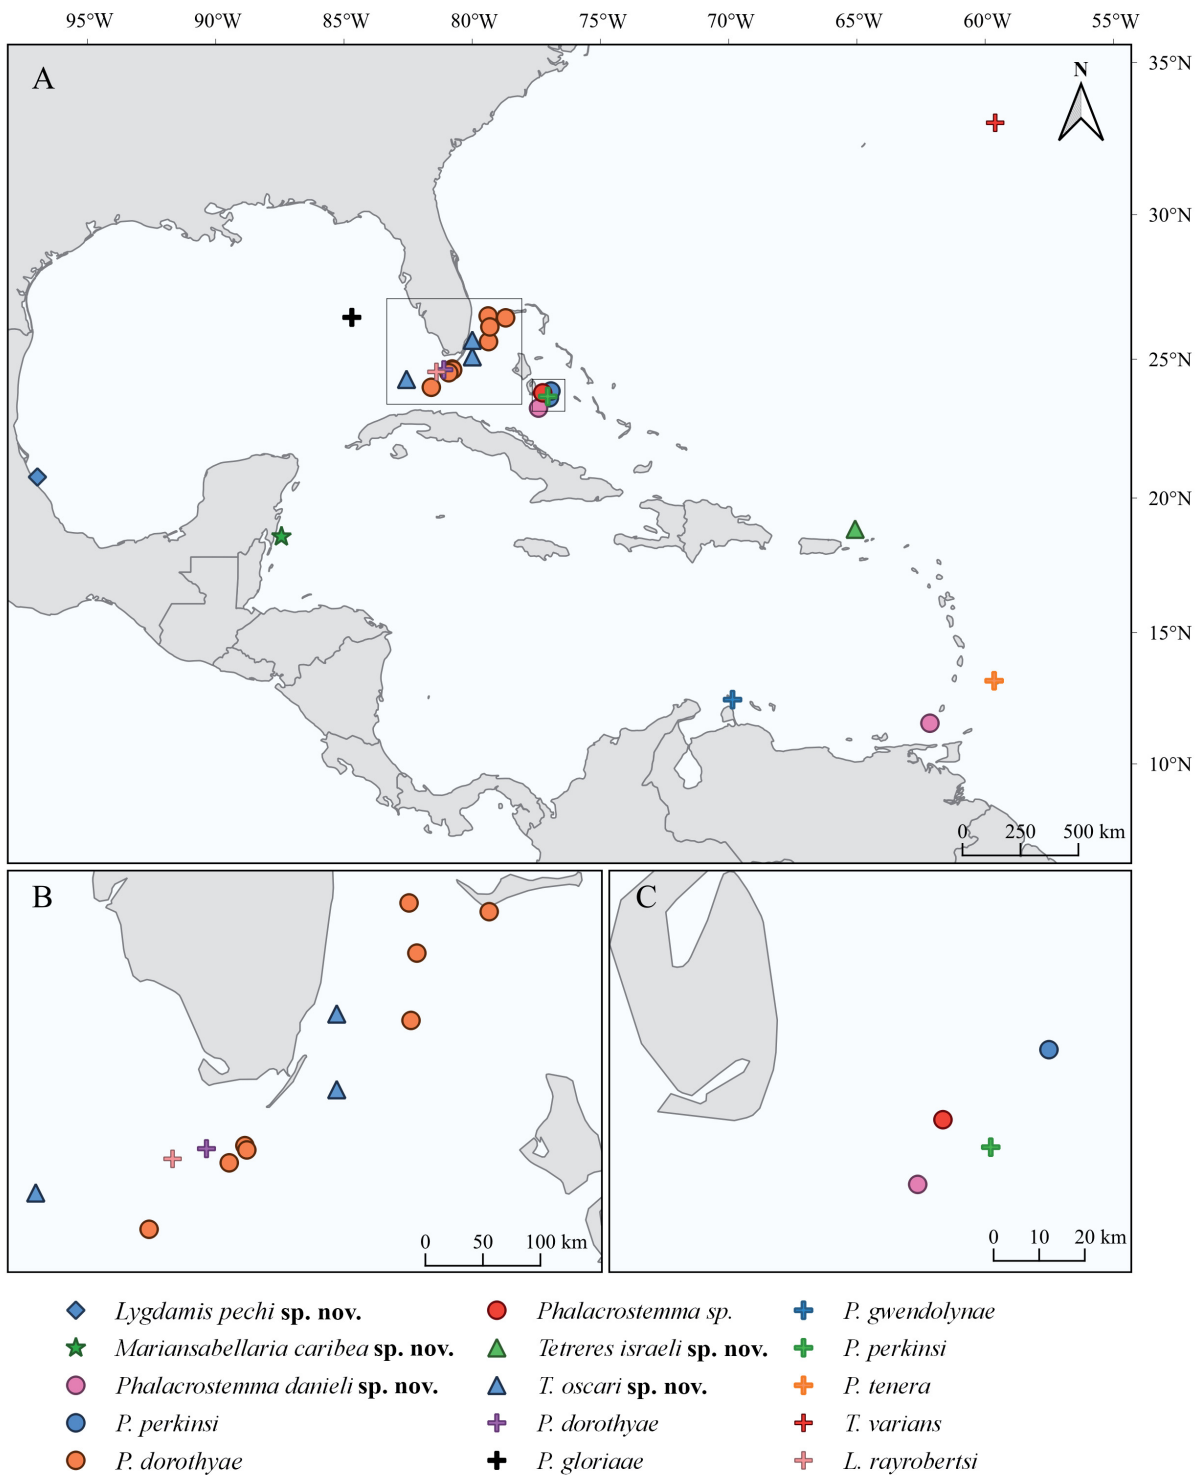 95°W 90°W 85°W 80°W 75°W 70°W 65°W 60°W 55°W
A
N
35°N
30°N
25°N
20°N
15°N
10°N
0 250 500 km
B
0 50 100 km
C
0 10 20 km
Lygdamis pechi sp. nov.
Mariansabellaria caribea sp. nov.
Phalacrostemma danieli sp. nov.
P. perkinsi
P. dorothyae
Phalacrostemma sp.
Tetreres israeli sp. nov.
T. oscari sp. nov.
P. dorothyae
P. gloriaae
P. gwendolynae
P. perkinsi
P. tenera
T. varians
L. rayrobertsi